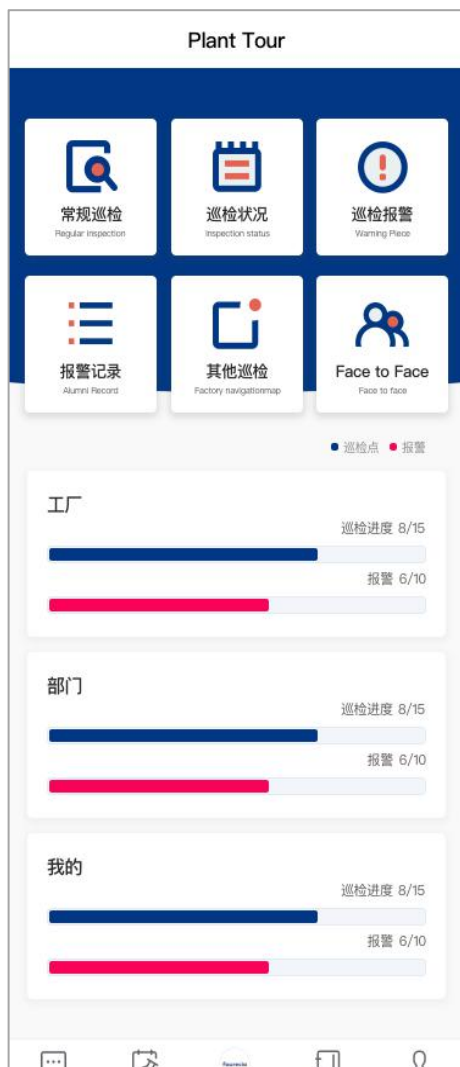 Plant Tour
常规巡检
Regular inspection
巡检状况
Inspection status
巡检报警
Warning Piece
报警记录
Alumni Record
其他巡检
Factory navigationmap
Face to Face
Face to face
巡检点
报警
工厂
巡检进度 8/15
报警 6/10
部门
巡检进度 8/15
报警 6/10
我的
巡检进度 8/15
报警 6/10